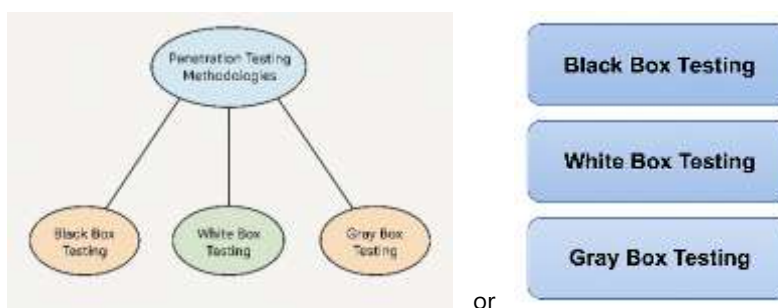 Penetration Testing
Methodologies
Black Box
Testing
White Box
Testing
Gray Box
Testing
or
Black Box Testing
White Box Testing
Gray Box Testing